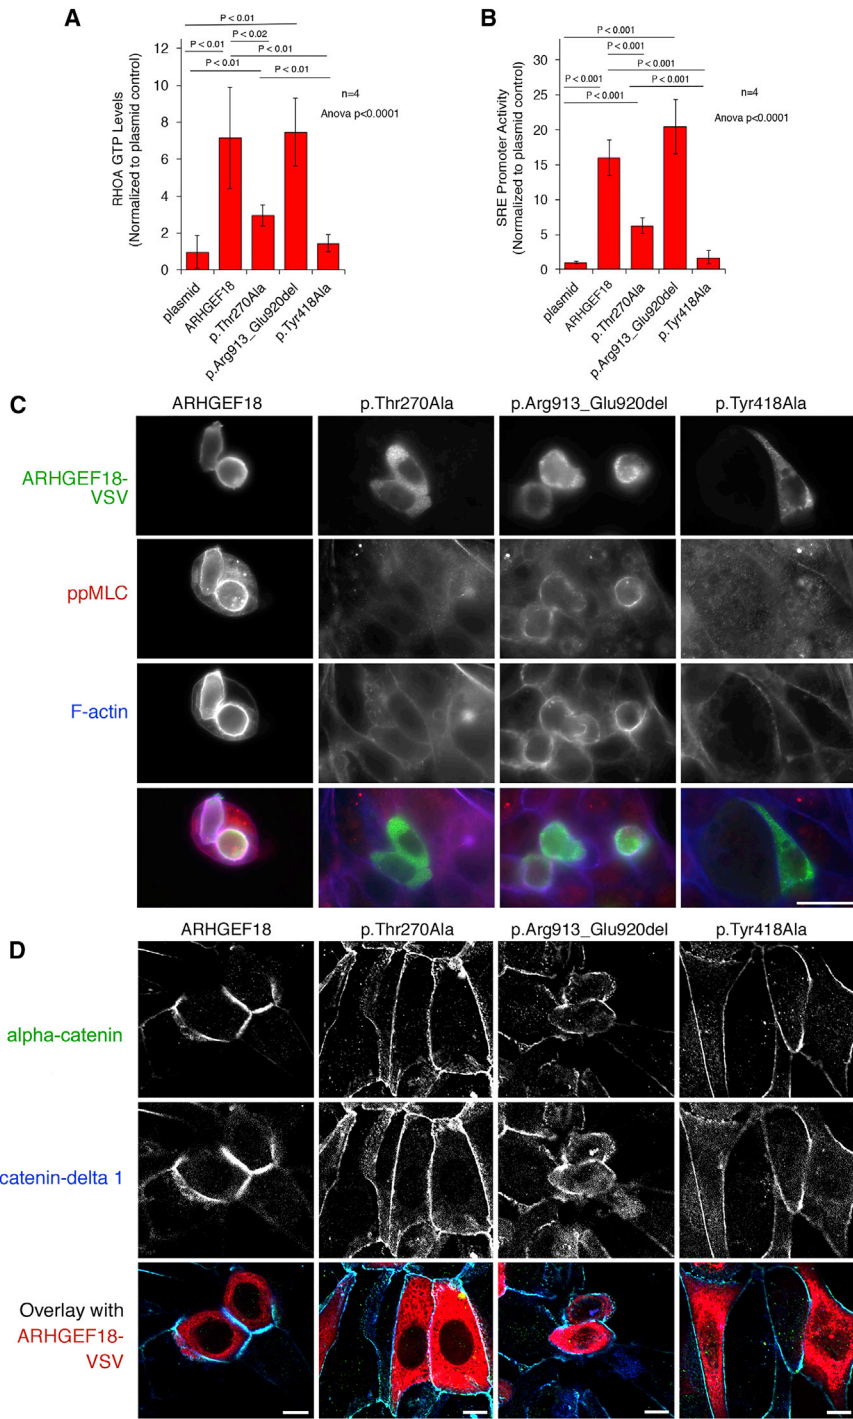 A
P < 0.01
P < 0.02
P < 0.01
P < 0.01
P < 0.01
P < 0.01
n=4
Anova p<0.0001
RHOA GTP Levels
(Normalized to plasmid control)
12
10
8
6
4
2
0
plasmid
ARHGEF18
p.Thr270Ala
p.Arg913_Glu920del
p.Tyr418Ala
B
P < 0.001
P < 0.001
P < 0.001
P < 0.001
P < 0.001
P < 0.001
n=4
Anova p<0.0001
SRE Promoter Activity
(Normalized to plasmid control)
30
25
20
15
10
5
0
plasmid
ARHGEF18
p.Thr270Ala
p.Arg913_Glu920del
p.Tyr418Ala
C
ARHGEF18
p.Thr270Ala
p.Arg913_Glu920del
p.Tyr418Ala
ARHGEF18-
VSV
ppMLC
F-actin
D
ARHGEF18
p.Thr270Ala
p.Arg913_Glu920del
p.Tyr418Ala
alpha-catenin
catenin-delta 1
Overlay with
ARHGEF18-
VSV